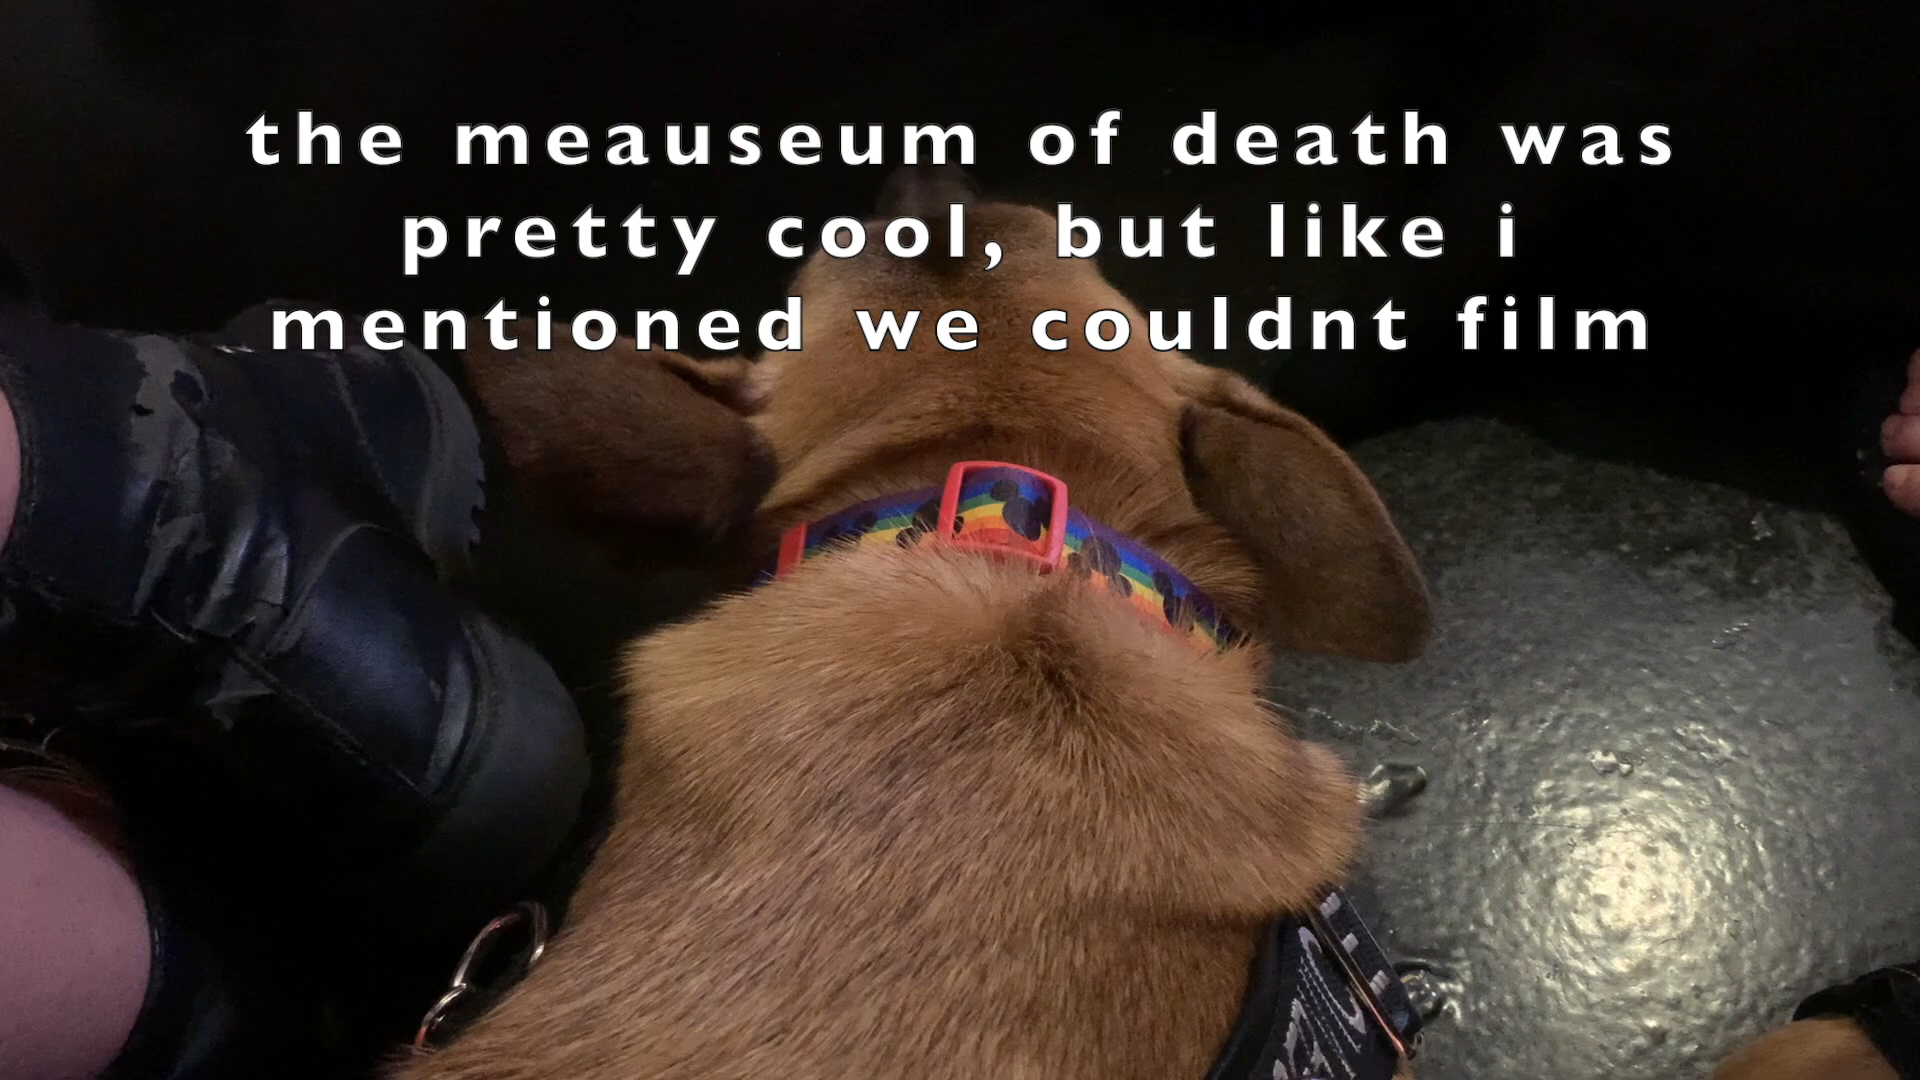 the meauseum of death was
pretty cool, but like i
mentioned we couldnt film